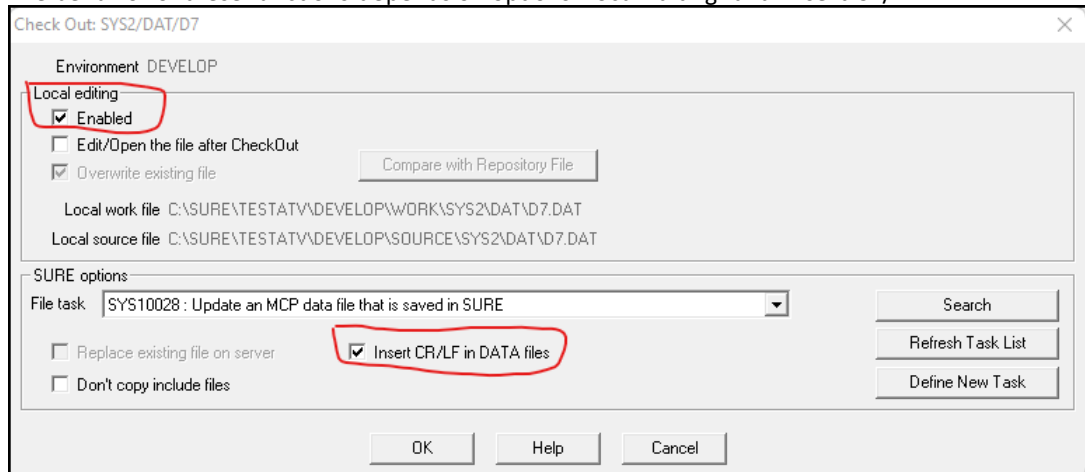 Check Out: SYS2/DAT/D7
Environment DEVELOP
Local editing
Enabled
Edit/Open the file after CheckOut
Overwrite existing file
Compare with Repository File
Local work file C:\SURE\TESTATV\DEVELOP\WORK\SYS2\DAT\D7.DAT
Local source file C:\SURE\TESTATV\DEVELOP\SOURCE\SYS2\DAT\D7.DAT
SURE options
File task SYS10028 : Update an MCP data file that is saved in SURE
Search
Replace existing file on server
Insert CR/LF in DATA files
Refresh Task List
Don't copy include files
Define New Task
OK
Help
Cancel